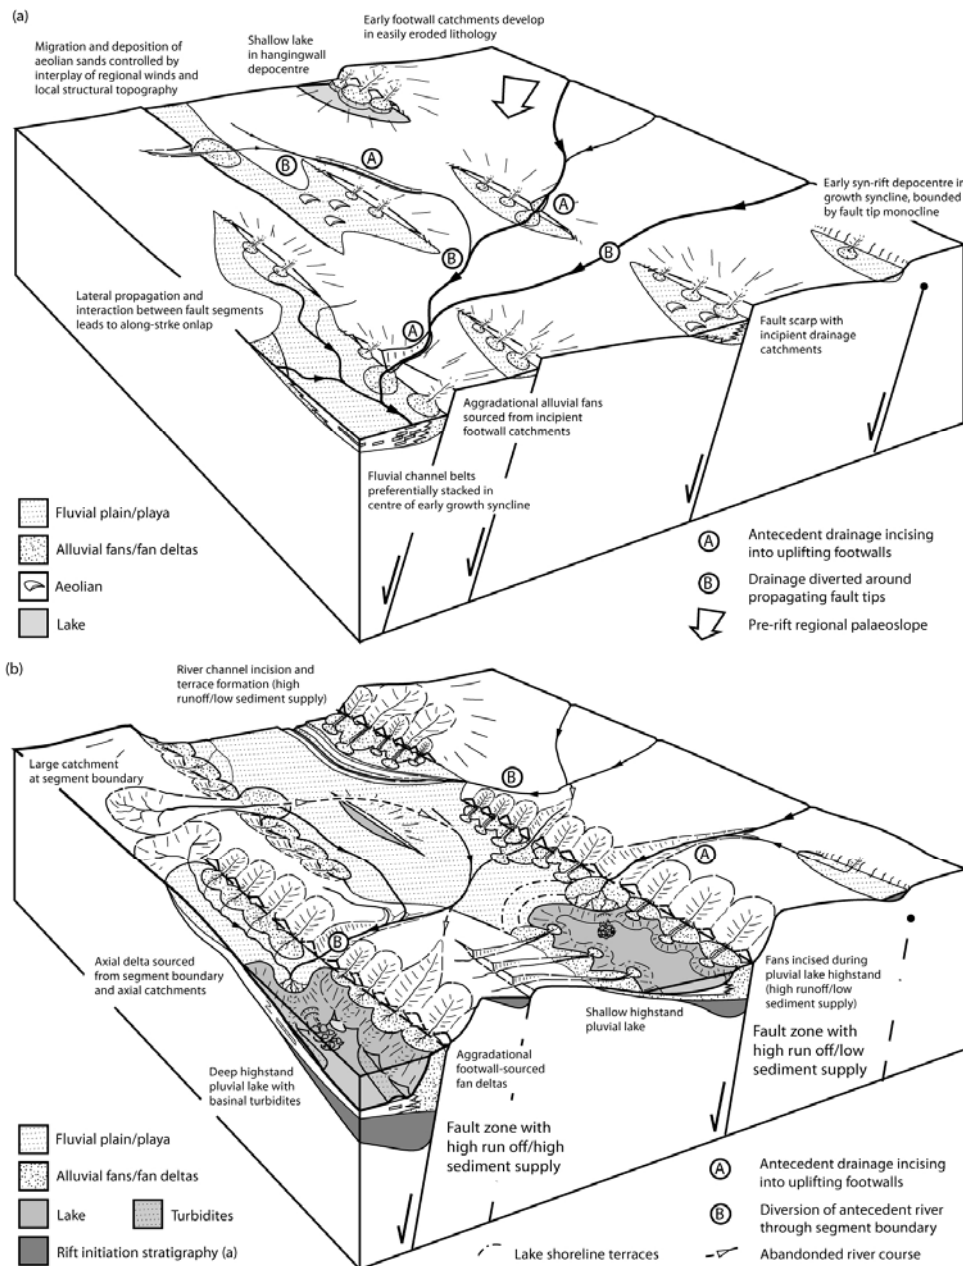 (a)
Migration and deposition of
aeolian sands controlled by
interplay of regional winds and
local structural topography
Shallow lake
in hangingwall
depocentre
Early footwall catchments develop
in easily eroded lithology
A
B
A
B
B
A
Early syn-rift depocentre in
growth syncline, bounded
by fault tip monocline
Lateral propagation and
interaction between fault segments
leads to along-strke onlap
Fault scarp with
incipient drainage
catchments
Aggradational alluvial fans
sourced from incipient
footwall catchments
Fluvial channel belts
preferentially stacked in
centre of early growth syncline
Fluvial plain/playa
Alluvial fans/fan deltas
Aeolian
Lake
A Antecedent drainage incising
into uplifting footwalls
B Drainage diverted around
propagating fault tips
Pre-rift regional palaeoslope
(b)
River channel incision and
terrace formation (high
runoff/low sediment supply)
Large catchment
at segment boundary
B
A
B
Axial delta sourced
from segment boundary
and axial catchments
Deep highstand
pluvial lake with
basinal turbidites
Aggradational
footwall-sourced
fan deltas
Shallow highstand
pluvial lake
Fans incised during
pluvial lake highstand
(high runoff/low
sediment supply)
Fault zone with
high run off/low
sediment supply
Fault zone with
high run off/high
sediment supply
Fluvial plain/playa
Alluvial fans/fan deltas
Lake
Turbidites
Rift initiation stratigraphy (a)
Lake shoreline terraces
A Antecedent drainage incising
into uplifting footwalls
B Diversion of antecedent river
through segment boundary
Abandonded river course